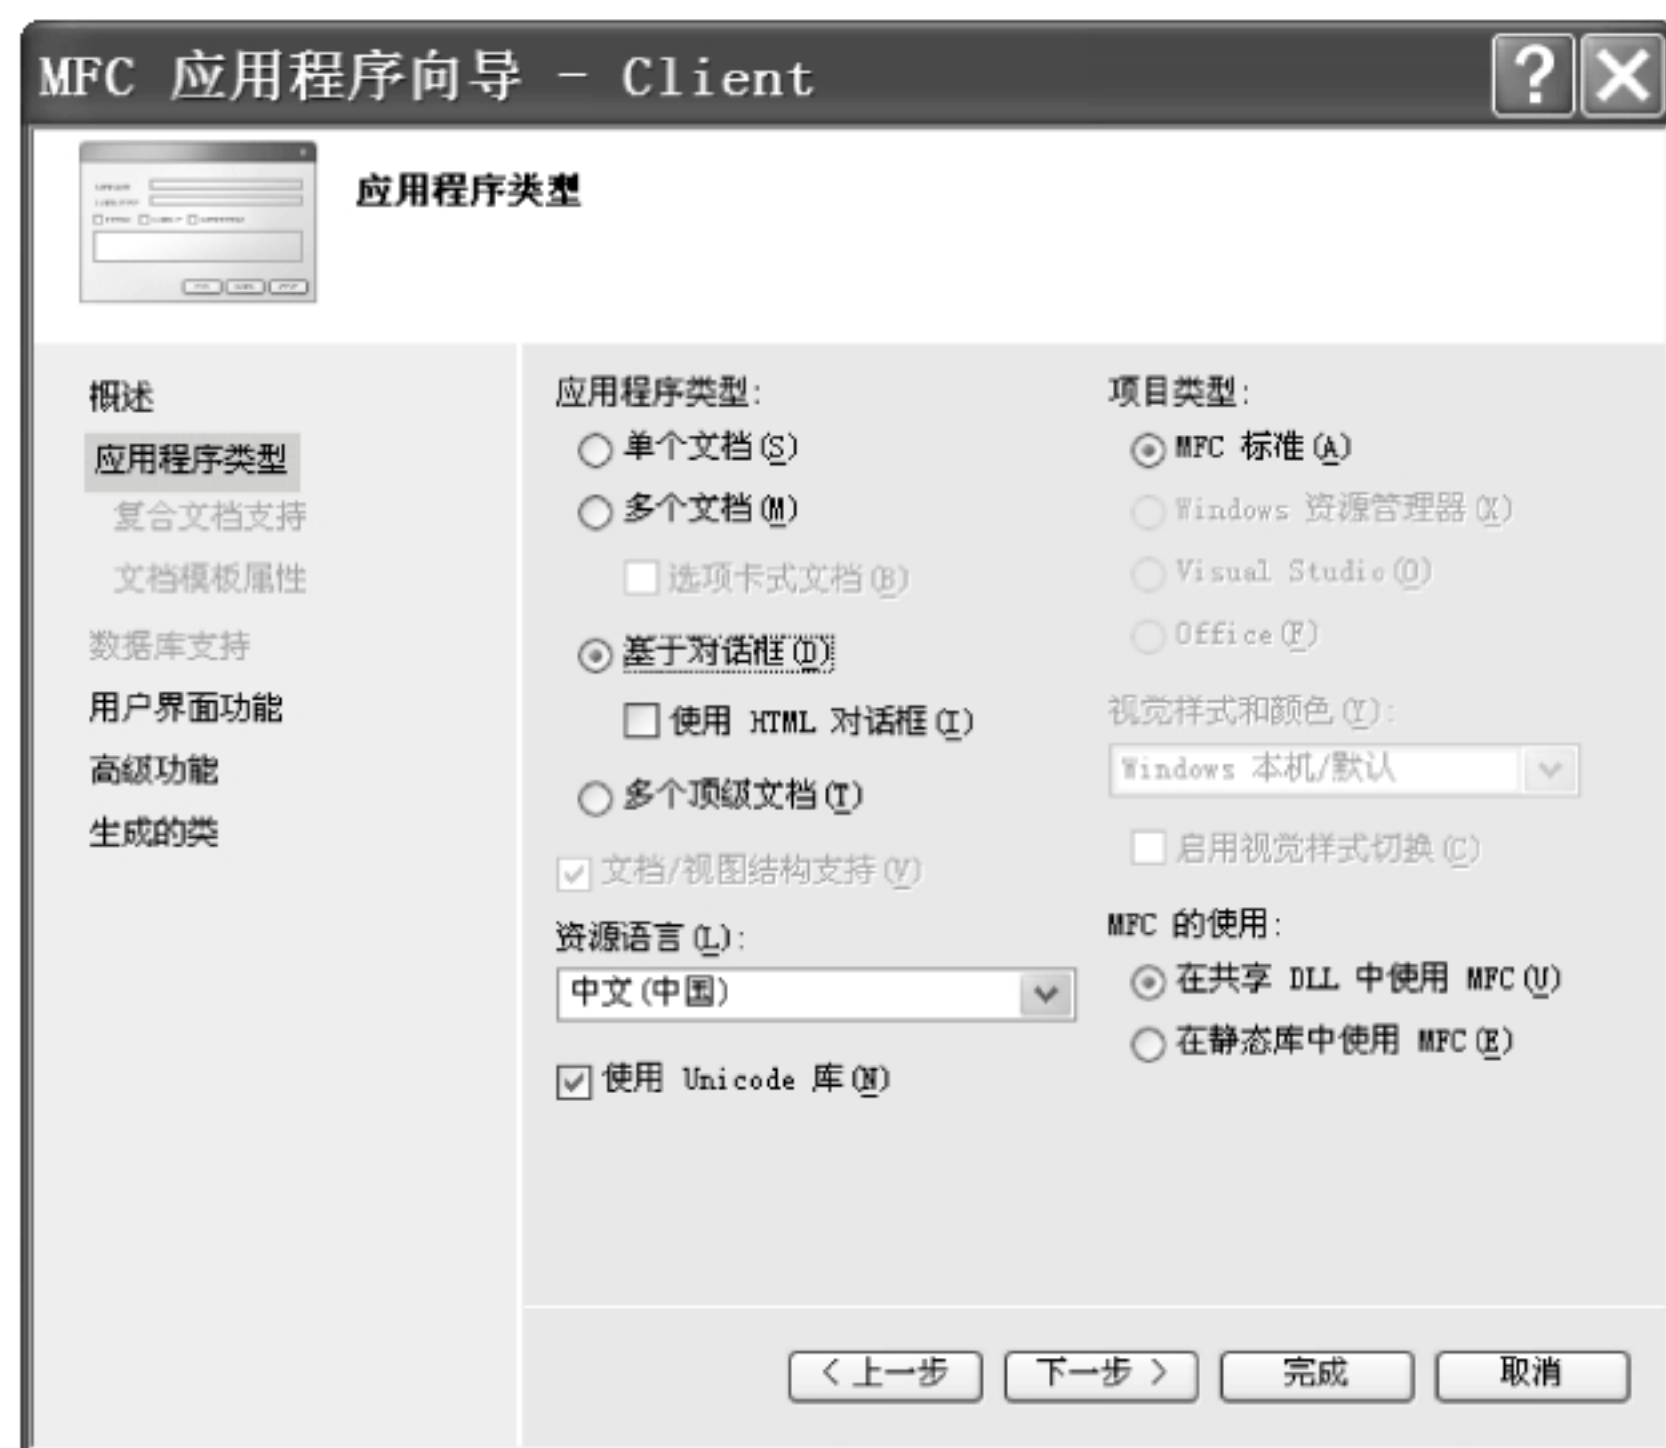 MFC 应用程序向导 - Client
应用程序类型
概述
应用程序类型
复合文档支持
文档模板属性
数据库支持
用户界面功能
高级功能
生成的类
应用程序类型:
单个文档(S)
多个文档(M)
选项卡式文档(B)
基于对话框(D)
使用 HTML 对话框(I)
多个顶级文档(T)
文档/视图结构支持(V)
资源语言(L):
中文(中国)
使用 Unicode 库(N)
项目类型:
MFC 标准(A)
Windows 资源管理器(X)
Visual Studio(O)
Office(F)
视觉样式和颜色(Y):
Windows 本机/默认
启用视觉样式切换(C)
MFC 的使用:
在共享 DLL 中使用 MFC(U)
在静态库中使用 MFC(E)
< 上一步
下一步 >
完成
取消